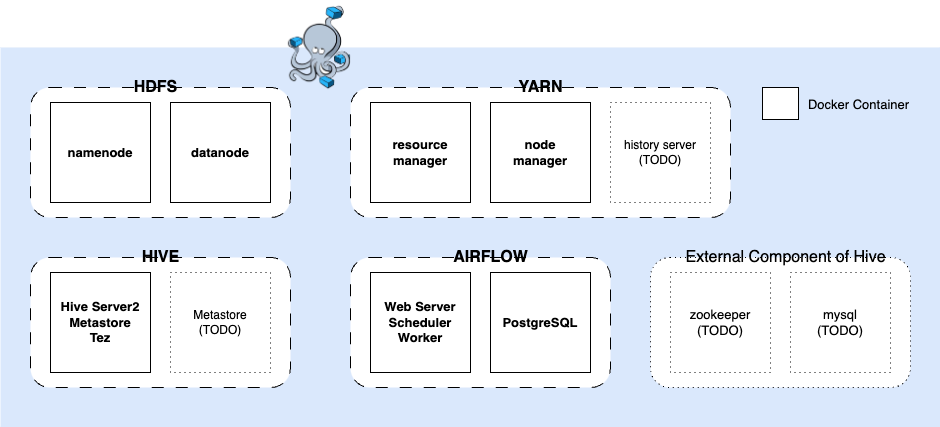 HDFS
YARN
Docker Container
namenode
datanode
resource
manager
node
manager
history server
(TODO)
HIVE
AIRFLOW
External Component of Hive
Hive Server2
Metastore
Tez
Metastore
(TODO)
Web Server
Scheduler
Worker
PostgreSQL
zookeeper
(TODO)
mysql
(TODO)